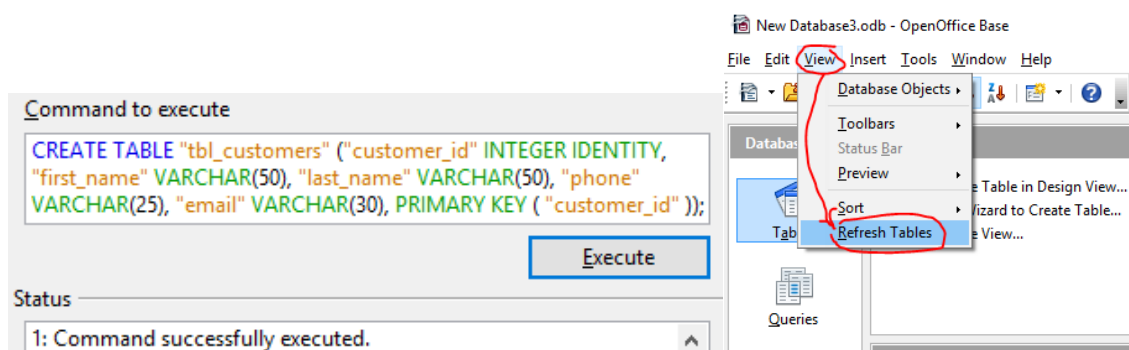 Command to execute
CREATE TABLE "tbl_customers" ("customer_id" INTEGER IDENTITY,
"first_name" VARCHAR(50), "last_name" VARCHAR(50), "phone"
VARCHAR(25), "email" VARCHAR(30), PRIMARY KEY ( "customer_id" ));
Execute
Status
1: Command successfully executed.
New Database3.odb - OpenOffice Base
File Edit View Insert Tools Window Help
Database Objects
Toolbars
Status Bar
Preview
Sort
Refresh Tables
Table in Design View...
Wizard to Create Table...
View...
Queries